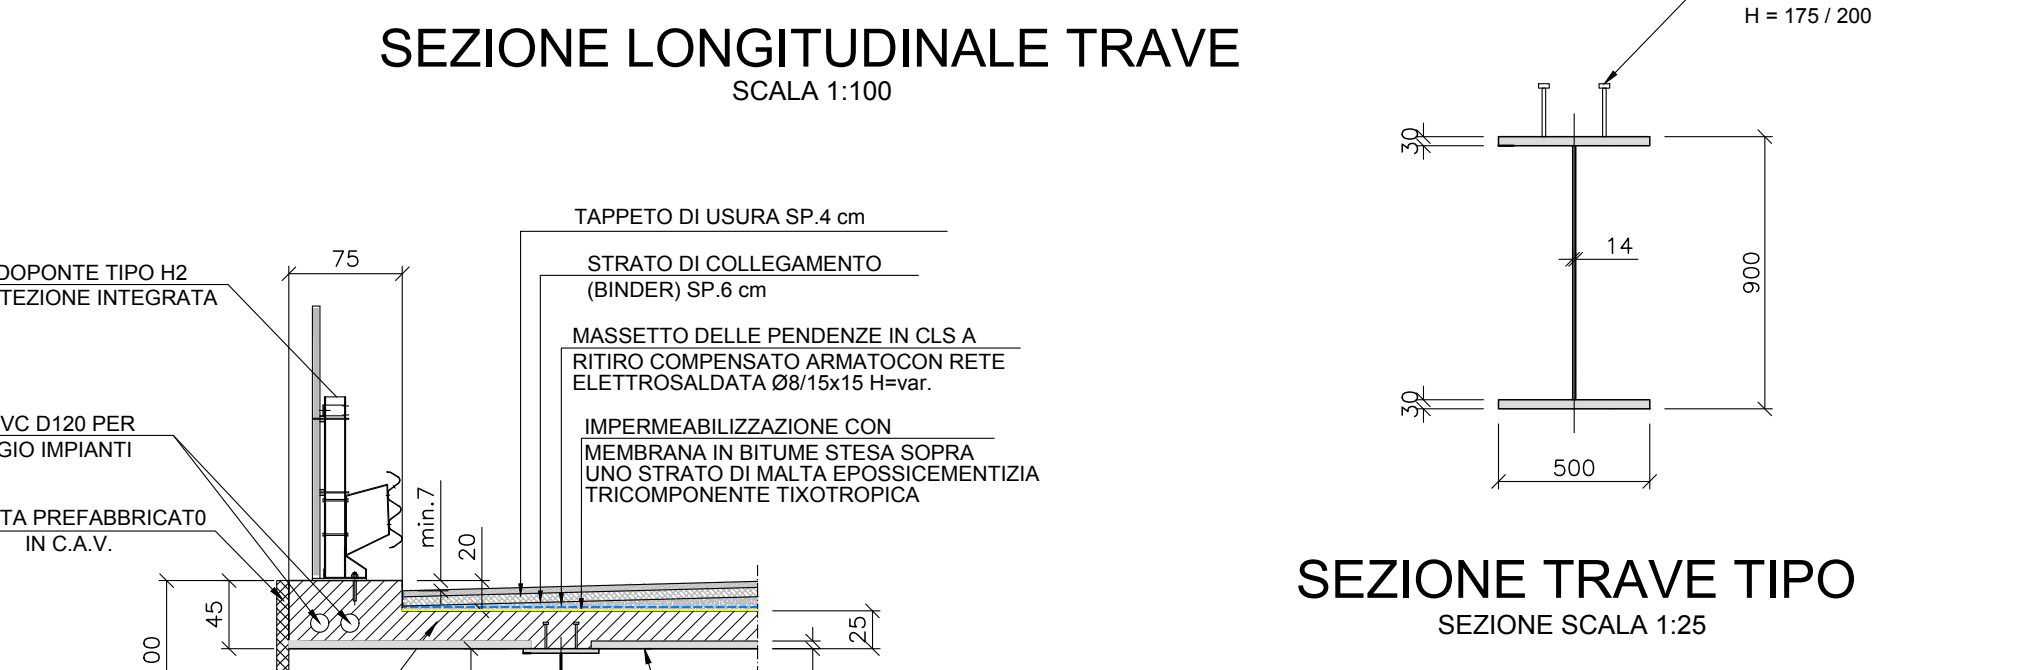 H = 175 / 200
SEZIONE LONGITUDINALE TRAVE
SCALA 1:100
30
14
900
30
500
SEZIONE TRAVE TIPO
SEZIONE SCALA 1:25
TAPPETO DI USURA SP.4 cm
STRATO DI COLLEGAMENTO
(BINDER) SP.6 cm
MASSETTO DELLE PENDENZE IN CLS A
RITIRO COMPENSATO ARMATOCON RETE
ELETTROSALDATA Ø8/15x15 H=var.
IMPERMEABILIZZAZIONE CON
MEMBRANA IN BITUME STESA SOPRA
UNO STRATO DI MALTA EPOSSICEMENTIZIA
TRICOMPONENTE TIXOTROPICA
75
DOPONTE TIPO H2
TEZIONE INTEGRATA
VC D120 PER
GIO IMPIANTI
TA PREFABBRICAT0
IN C.A.V.
min.7
20
45
00
25